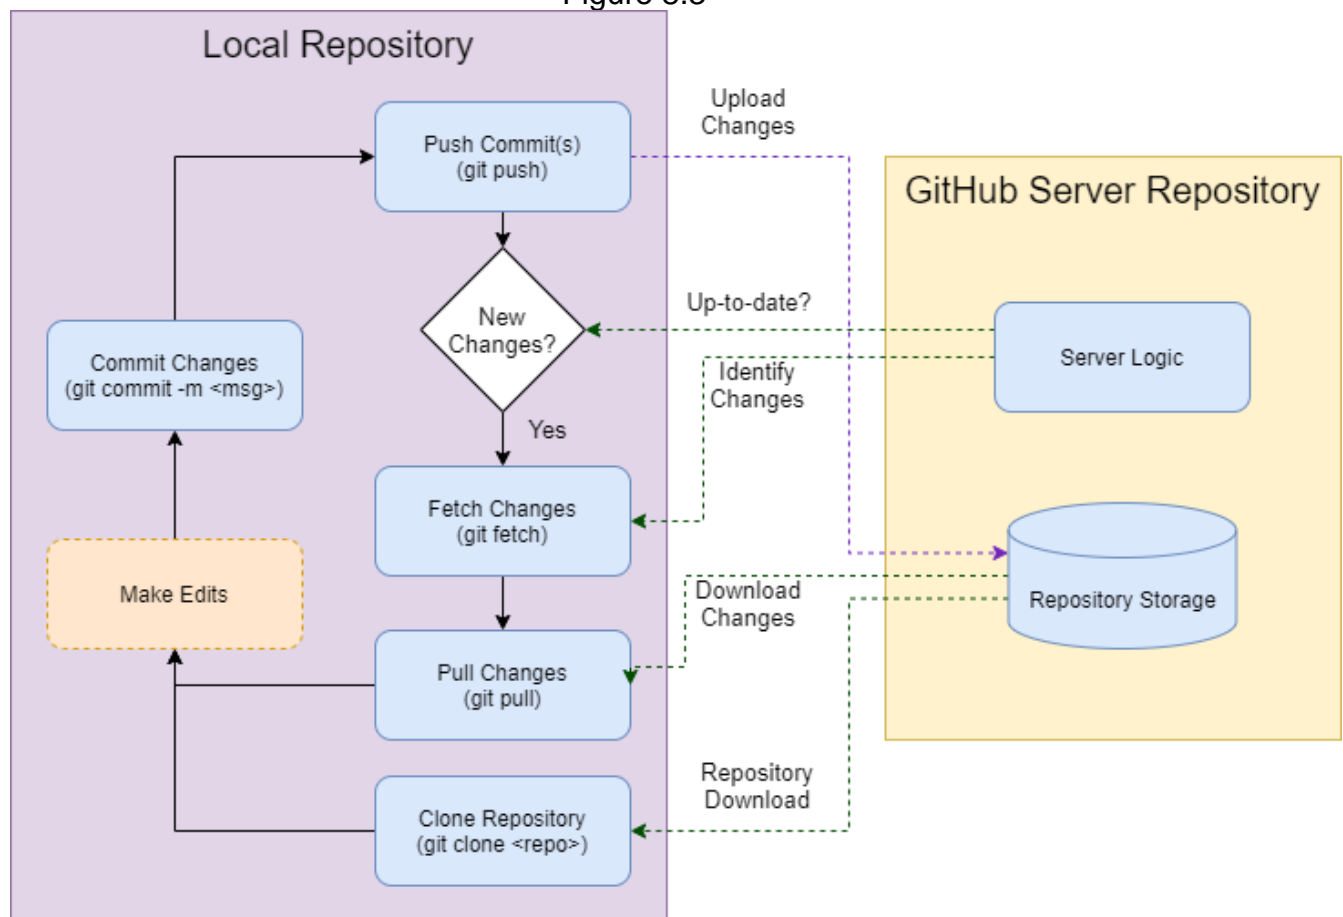 Local Repository
Push Commit(s)
(git push)
Upload
Changes
GitHub Server Repository
New
Changes?
Up-to-date?
Server Logic
Commit Changes
(git commit -m <msg>)
Identify
Changes
Yes
Fetch Changes
(git fetch)
Make Edits
Download
Changes
Repository Storage
Pull Changes
(git pull)
Repository
Download
Clone Repository
(git clone <repo>)